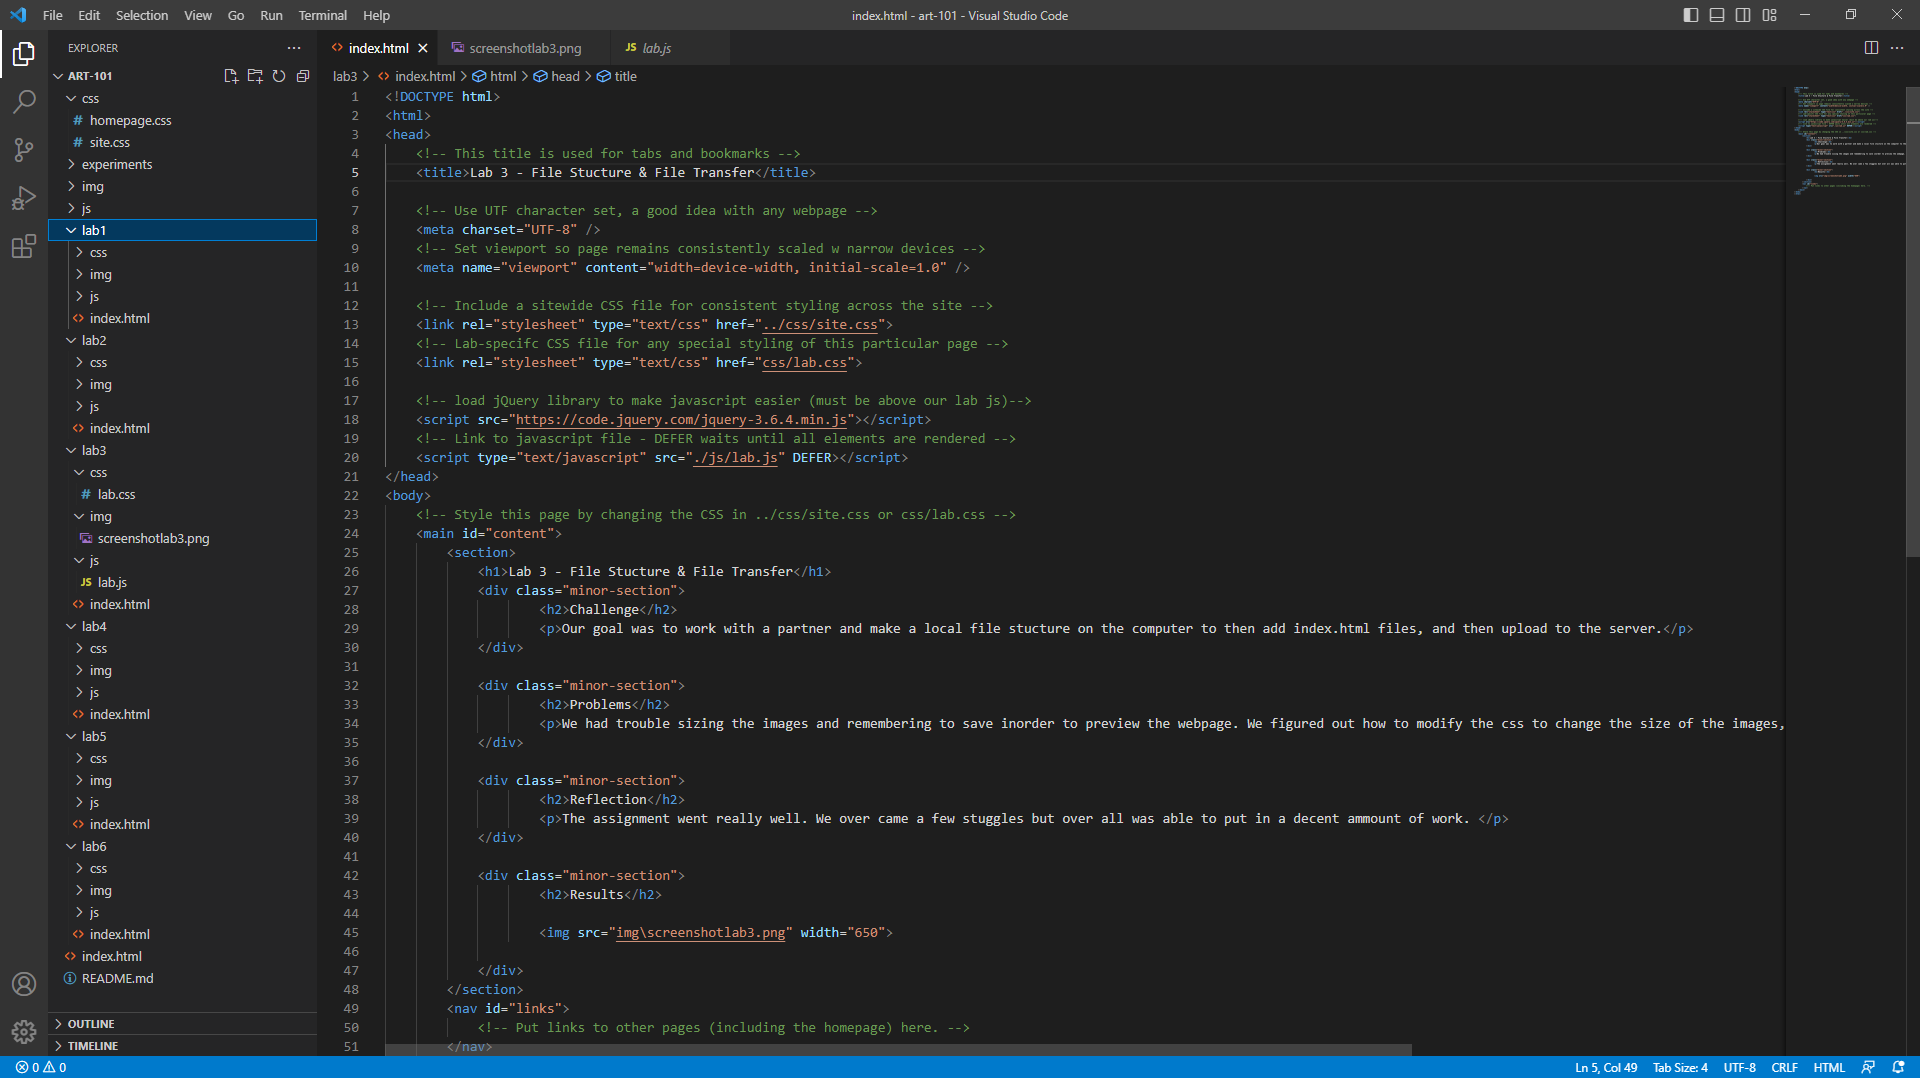 File Edit Selection View Go Run Terminal Help
index.html - art-101 - Visual Studio Code
EXPLORER
ART-101
css
# homepage.css
# site.css
experiments
img
js
lab1
css
img
js
<> index.html
lab2
css
img
js
<> index.html
lab3
css
# lab.css
img
screenshotlab3.png
js
JS lab.js
<> index.html
lab4
css
img
js
<> index.html
lab5
css
img
js
<> index.html
lab6
css
img
js
<> index.html
<> index.html
README.md
OUTLINE
TIMELINE
<> index.html
screenshotlab3.png
JS lab.js
lab3 > <> index.html > html > head > title
1 <!DOCTYPE html>
2 <html>
3 <head>
4 <!-- This title is used for tabs and bookmarks -->
5 <title>Lab 3 - File Stucture & File Transfer</title>
6
7 <!-- Use UTF character set, a good idea with any webpage -->
8 <meta charset="UTF-8" />
9 <!-- Set viewport so page remains consistently scaled w narrow devices -->
10 <meta name="viewport" content="width=device-width, initial-scale=1.0" />
11
12 <!-- Include a sitewide CSS file for consistent styling across the site -->
13 <link rel="stylesheet" type="text/css" href="../css/site.css">
14 <!-- Lab-specifc CSS file for any special styling of this particular page -->
15 <link rel="stylesheet" type="text/css" href="css/lab.css">
16
17 <!-- load jQuery library to make javascript easier (must be above our lab js)-->
18 <script src="https://code.jquery.com/jquery-3.6.4.min.js"></script>
19 <!-- Link to javascript file - DEFER waits until all elements are rendered -->
20 <script type="text/javascript" src="./js/lab.js" DEFER></script>
21 </head>
22 <body>
23 <!-- Style this page by changing the CSS in ../css/site.css or css/lab.css -->
24 <main id="content">
25 <section>
26 <h1>Lab 3 - File Stucture & File Transfer</h1>
27 <div class="minor-section">
28 <h2>Challenge</h2>
29 <p>Our goal was to work with a partner and make a local file stucture on the computer to then add index.html files, and then upload to the server.</p>
30 </div>
31
32 <div class="minor-section">
33 <h2>Problems</h2>
34 <p>We had trouble sizing the images and remembering to save inorder to preview the webpage. We figured out how to modify the css to change the size of the images,
35 </div>
36
37 <div class="minor-section">
38 <h2>Reflection</h2>
39 <p>The assignment went really well. We over came a few stuggles but over all was able to put in a decent ammount of work. </p>
40 </div>
41
42 <div class="minor-section">
43 <h2>Results</h2>
44
45 <img src="img\screenshotlab3.png" width="650">
46
47 </div>
48 </section>
49 <nav id="links">
50 <!-- Put links to other pages (including the homepage) here. -->
51 </nav>
0 0
Ln 5, Col 49 Tab Size: 4 UTF-8 CRLF HTML